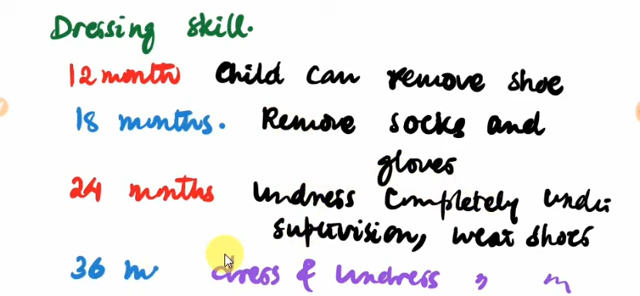 Dressing skill.
12 month Child can remove shoe
18 months. Remove socks and
gloves
24 months Undress Completely under
supervision, wear shoes
36 m dress & undress " "